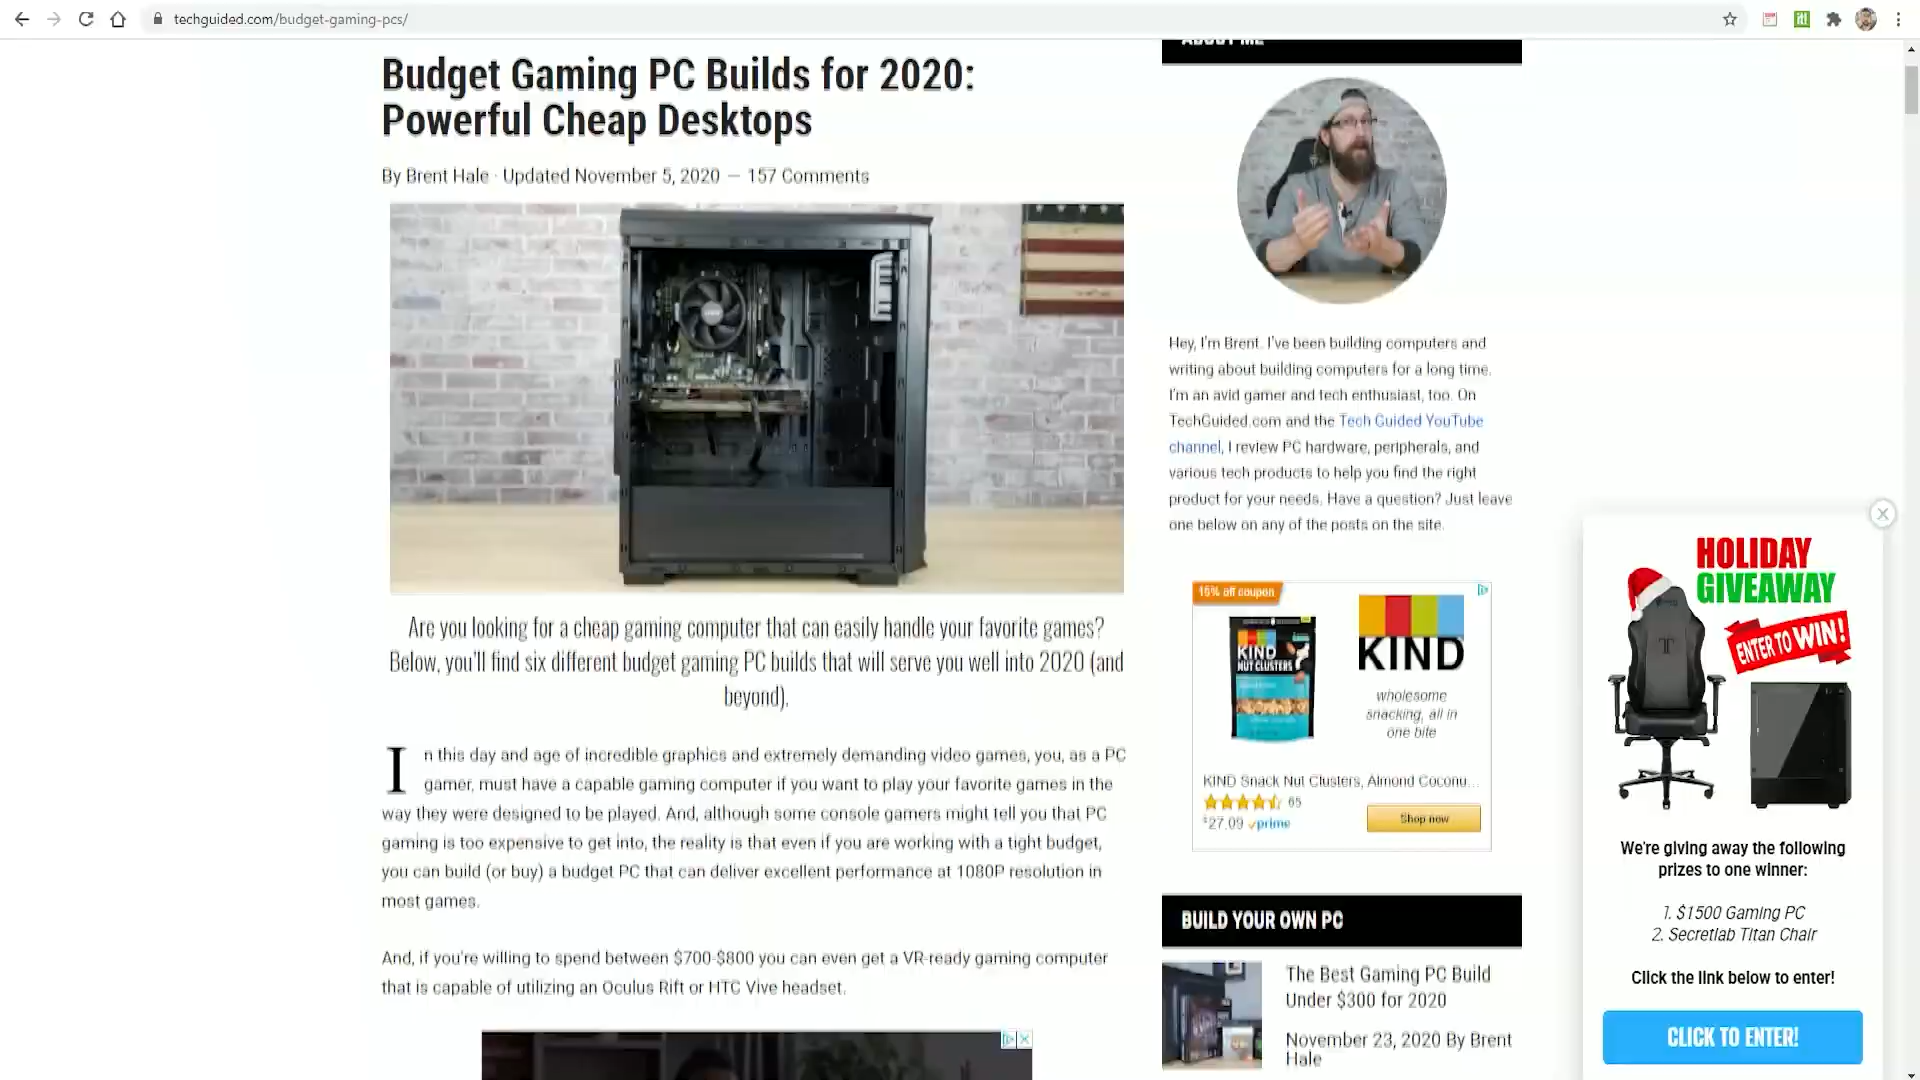 techguided.com/budget-gaming-pcs/
Budget Gaming PC Builds for 2020:
Powerful Cheap Desktops
By Brent Hale · Updated November 5, 2020 — 157 Comments
Are you looking for a cheap gaming computer that can easily handle your favorite games?
Below, you'll find six different budget gaming PC builds that will serve you well into 2020 (and
beyond).
In this day and age of incredible graphics and extremely demanding video games, you, as a PC
gamer, must have a capable gaming computer if you want to play your favorite games in the
way they were designed to be played. And, although some console gamers might tell you that PC
gaming is too expensive to get into, the reality is that even if you are working with a tight budget,
you can build (or buy) a budget PC that can deliver excellent performance at 1080P resolution in
most games.
And, if you're willing to spend between $700-$800 you can even get a VR-ready gaming computer
that is capable of utilizing an Oculus Rift or HTC Vive headset.
ABOUT ME
Hey, I'm Brent. I've been building computers and
writing about building computers for a long time.
I'm an avid gamer and tech enthusiast, too. On
TechGuided.com and the Tech Guided YouTube
channel, I review PC hardware, peripherals, and
various tech products to help you find the right
product for your needs. Have a question? Just leave
one below on any of the posts on the site.
15% off coupon
KIND
NUT CLUSTERS
KIND
wholesome
snacking, all in
one bite
KIND Snack Nut Clusters, Almond Coconu...
65
$27.09 prime
Shop now
BUILD YOUR OWN PC
The Best Gaming PC Build
Under $300 for 2020
November 23, 2020 By Brent
Hale
HOLIDAY
GIVEAWAY
ENTER TO WIN!
We're giving away the following
prizes to one winner:
1. $1500 Gaming PC
2. Secretlab Titan Chair
Click the link below to enter!
CLICK TO ENTER!